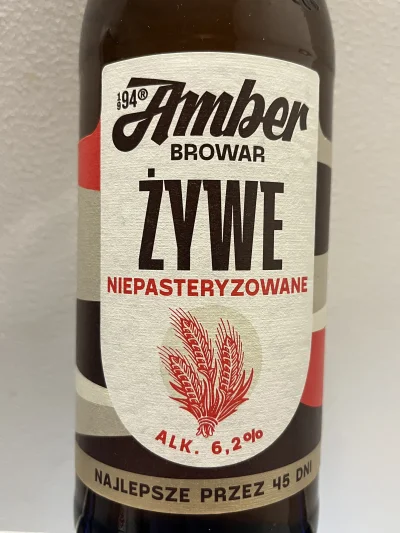 1994® Amber
BROWAR
ŻYWE
NIEPASTERYZOWANE
ALK. 6,2%
NAJLEPSZE PRZEZ 45 DNI